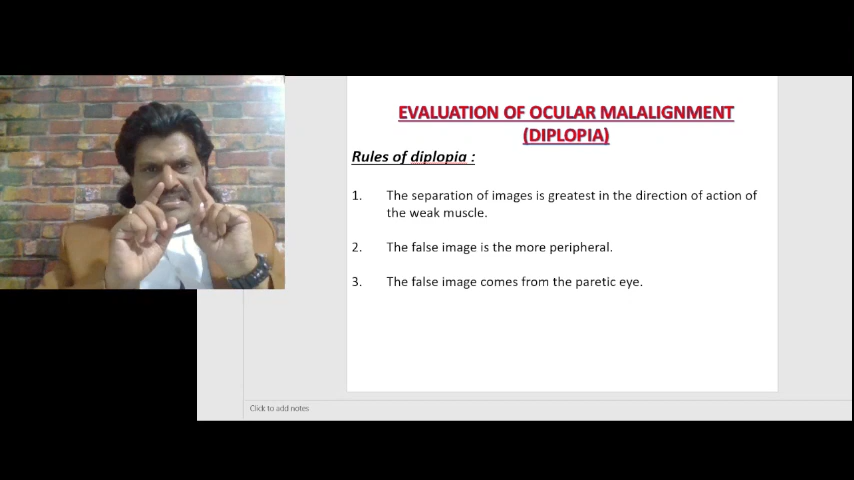 EVALUATION OF OCULAR MALALIGNMENT
(DIPLOPIA)
Rules of diplopia :
1. The separation of images is greatest in the direction of action of
the weak muscle.
2. The false image is the more peripheral.
3. The false image comes from the paretic eye.
Click to add notes